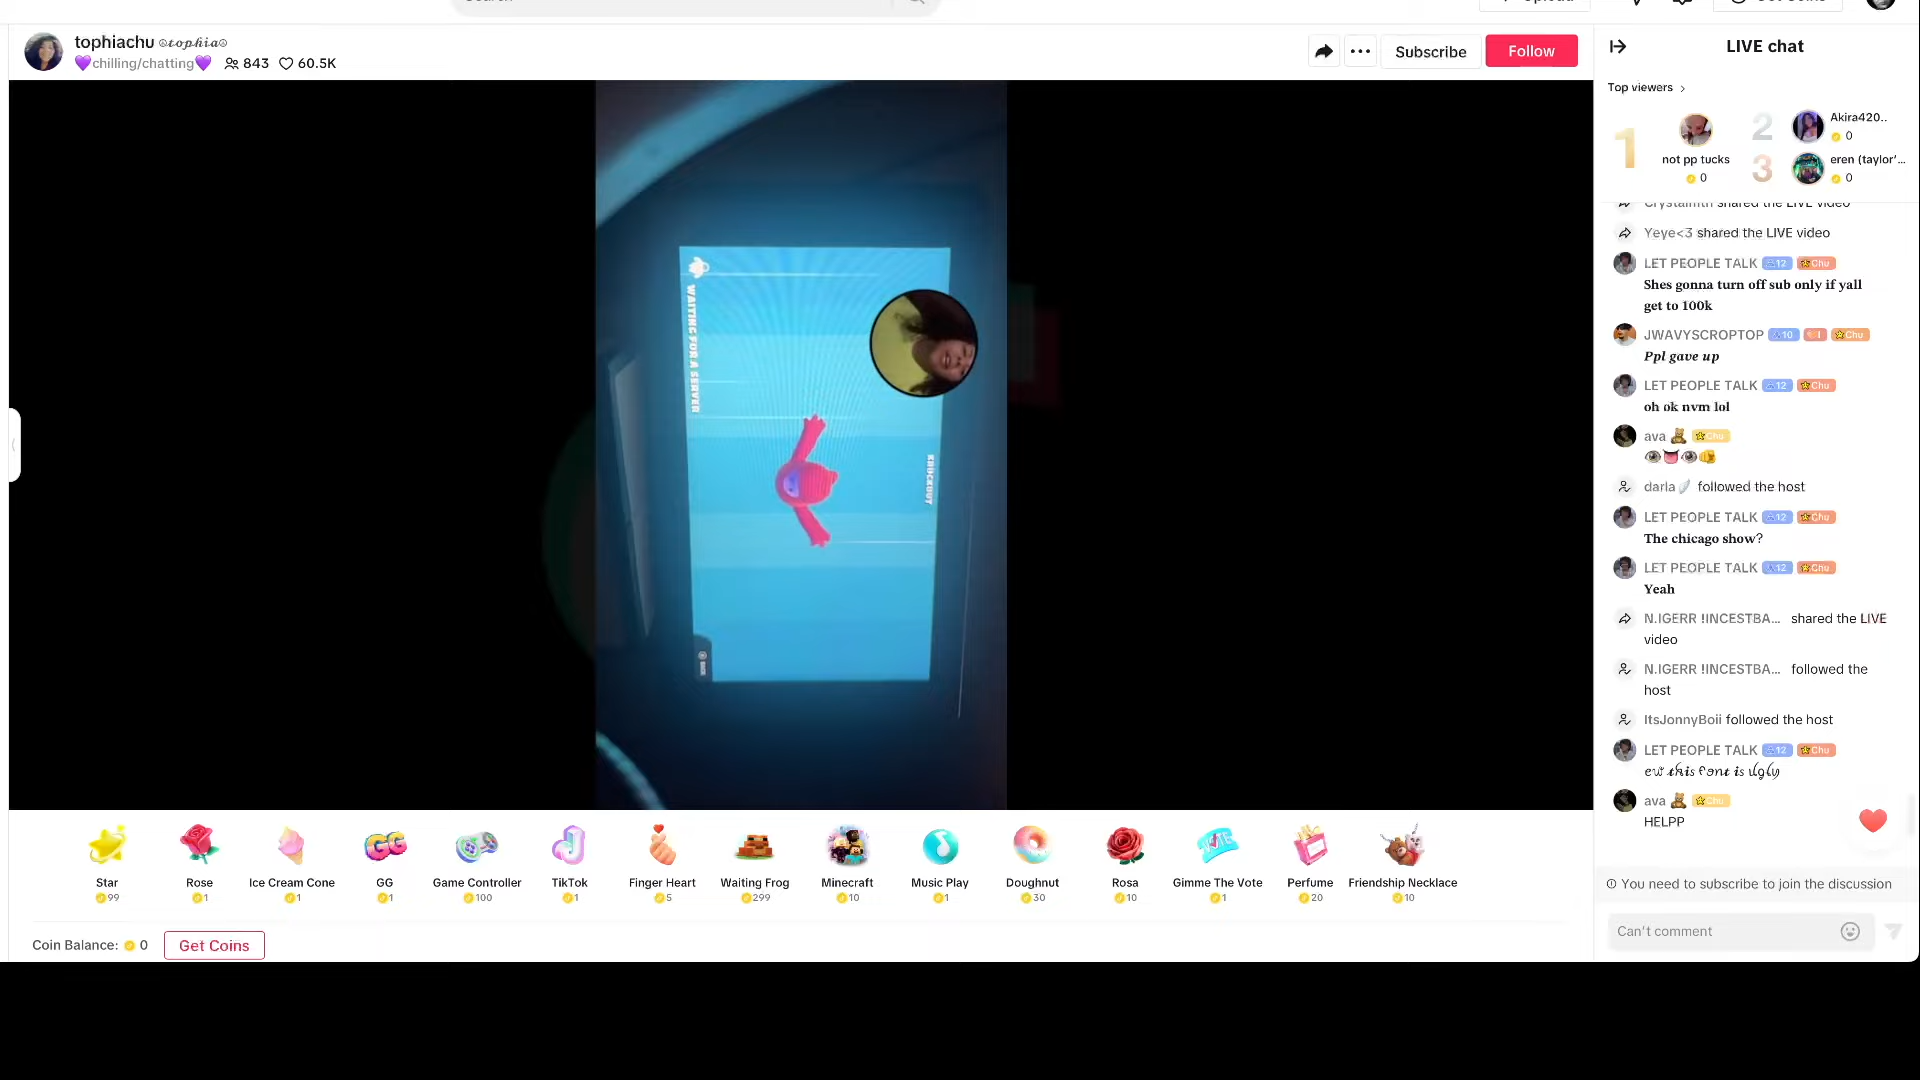 tophiachu ☮𝓽𝓸𝓹𝓱𝓲𝓪☮
💜chilling/chatting💜 843 60.5K
Subscribe
Follow
WAITING FOR A SERVER
KNOCKOUT
BACK
Star
99
Rose
1
Ice Cream Cone
1
GG
GG
1
Game Controller
100
TikTok
1
Finger Heart
5
Waiting Frog
299
Minecraft
10
Music Play
1
Doughnut
30
Rosa
10
VOTE
Gimme The Vote
1
Perfume
20
Friendship Necklace
10
Coin Balance: 0
Get Coins
LIVE chat
Top viewers >
1
not pp tucks
0
2
Akira420..
0
3
eren (taylor'...
0
shared the LIVE video
Yeye<3 shared the LIVE video
LET PEOPLE TALK 12 Chu
Shes gonna turn off sub only if yall
get to 100k
JWAVYSCROPTOP 10 I Chu
Ppl gave up
LET PEOPLE TALK 12 Chu
oh ok nvm lol
ava 🧸 Chu
👁👅👁🫵
darla🪽 followed the host
LET PEOPLE TALK 12 Chu
The chicago show?
LET PEOPLE TALK 12 Chu
Yeah
N.IGERR !INCESTBA... shared the LIVE
video
N.IGERR !INCESTBA... followed the
host
ItsJonnyBoii followed the host
LET PEOPLE TALK 12 Chu
ew this font is ugly
ava 🧸 Chu
HELPP
You need to subscribe to join the discussion
Can't comment